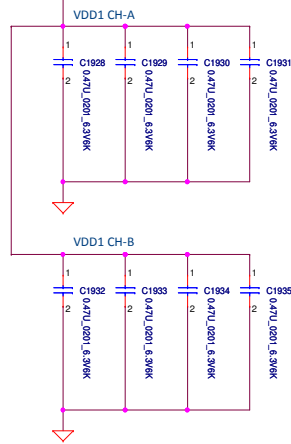 VDD1 CH-A
1
1
1
1
C1928
C1929
C1930
C1931
0.47U_0201_6.3V6K
0.47U_0201_6.3V6K
0.47U_0201_6.3V6K
0.47U_0201_6.3V6K
2
2
2
2
VDD1 CH-B
1
1
1
1
C1932
C1933
C1934
C1935
0.47U_0201_6.3V6K
0.47U_0201_6.3V6K
0.47U_0201_6.3V6K
0.47U_0201_6.3V6K
2
2
2
2